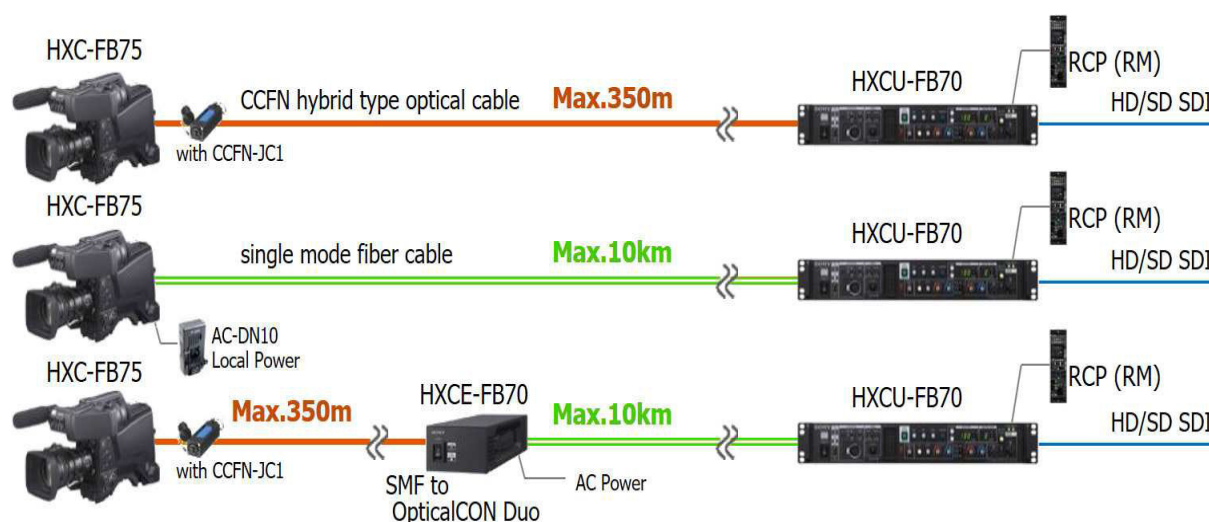 HXC-FB75
CCFN hybrid type optical cable
Max.350m
HXCU-FB70
RCP (RM)
HD/SD SDI
with CCFN-JC1
HXC-FB75
single mode fiber cable
Max.10km
HXCU-FB70
RCP (RM)
HD/SD SDI
AC-DN10
Local Power
HXC-FB75
Max.350m
HXCE-FB70
Max.10km
HXCU-FB70
RCP (RM)
HD/SD SDI
with CCFN-JC1
SMF to
OpticalCON Duo
AC Power